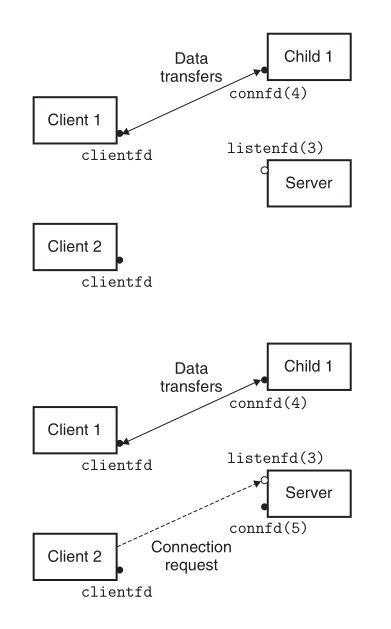 Data
transfers
Child 1
connfd(4)
Client 1
clientfd
listenfd(3)
Server
Client 2
clientfd
Data
transfers
Child 1
connfd(4)
Client 1
clientfd
listenfd(3)
Server
connfd(5)
Client 2
Connection
request
clientfd